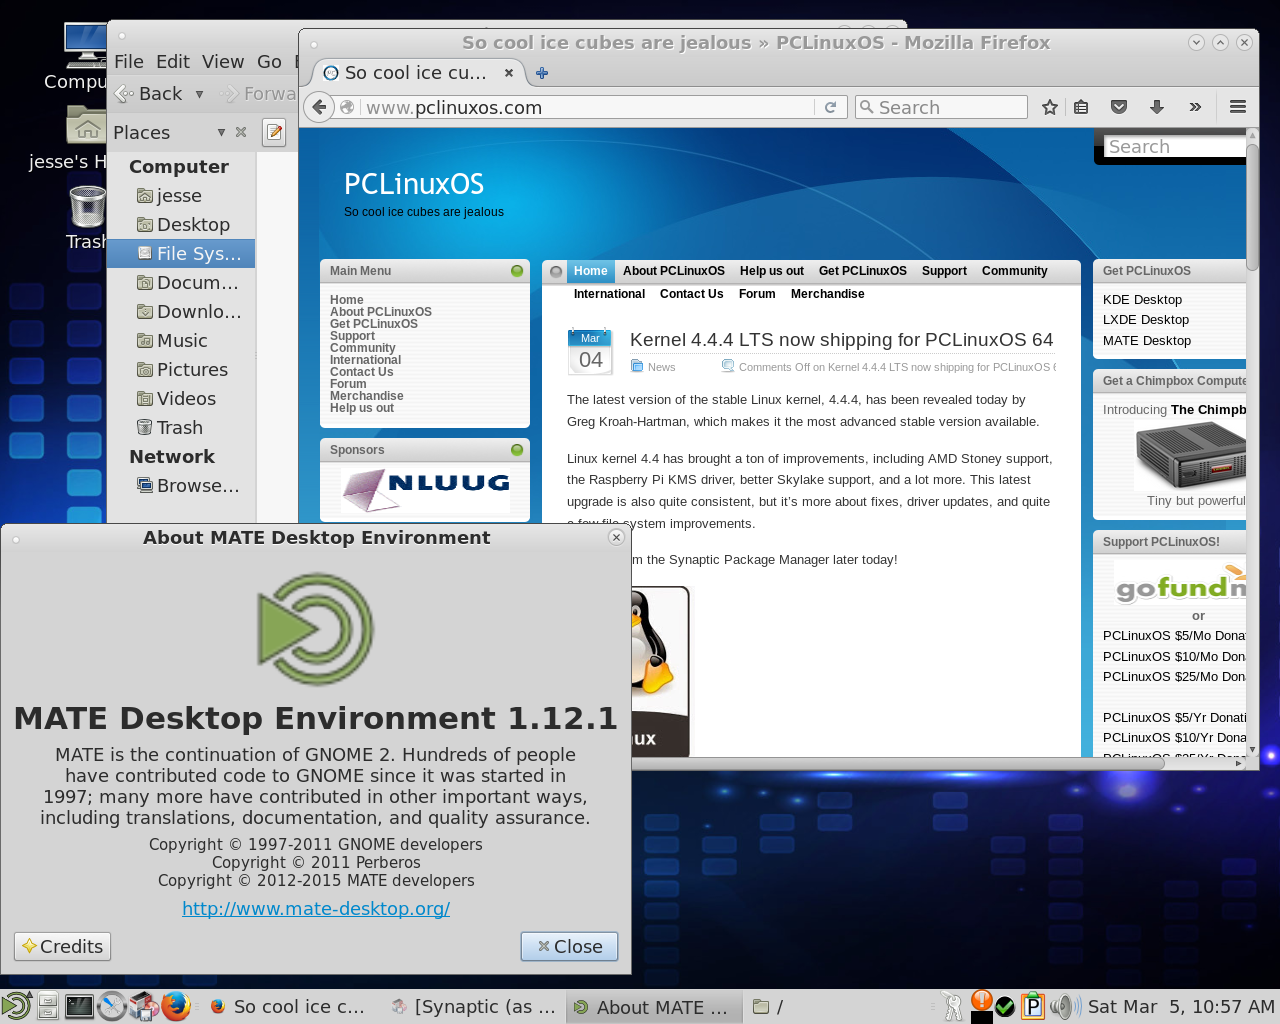 So cool ice cubes are jealous » PCLinuxOS - Mozilla Firefox
So cool ice cu...
www.pclinuxos.com
Search
File Edit View Go
Back
Places
Computer
jesse
Desktop
File Sys...
Docum...
Downlo...
Music
Pictures
Videos
Trash
Network
Browse...
jesse's H
Trash
Search
PCLinuxOS
So cool ice cubes are jealous
Main Menu
Home
About PCLinuxOS
Get PCLinuxOS
Support
Community
International
Contact Us
Forum
Merchandise
Help us out
Sponsors
NLUUG
Home About PCLinuxOS Help us out Get PCLinuxOS Support Community
International Contact Us Forum Merchandise
Mar
04
Kernel 4.4.4 LTS now shipping for PCLinuxOS 64
News Comments Off on Kernel 4.4.4 LTS now shipping for PCLinuxOS 6
The latest version of the stable Linux kernel, 4.4.4, has been revealed today by
Greg Kroah-Hartman, which makes it the most advanced stable version available.
Linux kernel 4.4 has brought a ton of improvements, including AMD Stoney support,
the Raspberry Pi KMS driver, better Skylake support, and a lot more. This latest
upgrade is also quite consistent, but it's more about fixes, driver updates, and quite
a few file system improvements.
m the Synaptic Package Manager later today!
ux
Get PCLinuxOS
KDE Desktop
LXDE Desktop
MATE Desktop
Get a Chimpbox Compute
Introducing The Chimpb
Tiny but powerful
Support PCLinuxOS!
gofundm
or
PCLinuxOS $5/Mo Dona
PCLinuxOS $10/Mo Don
PCLinuxOS $25/Mo Don
PCLinuxOS $5/Yr Donati
PCLinuxOS $10/Yr Dona
PCLinuxOS $25/Yr Dona
About MATE Desktop Environment
MATE Desktop Environment 1.12.1
MATE is the continuation of GNOME 2. Hundreds of people
have contributed code to GNOME since it was started in
1997; many more have contributed in other important ways,
including translations, documentation, and quality assurance.
Copyright © 1997-2011 GNOME developers
Copyright © 2011 Perberos
Copyright © 2012-2015 MATE developers
http://www.mate-desktop.org/
Credits
Close
So cool ice c...
[Synaptic (as ...
About MATE ...
/
Sat Mar 5, 10:57 AM